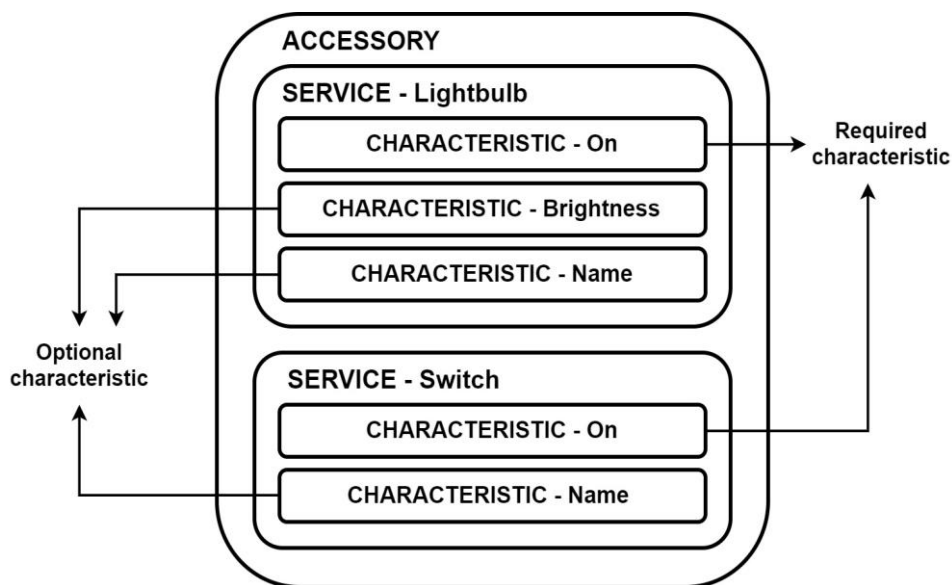 ACCESSORY
SERVICE - Lightbulb
CHARACTERISTIC - On
CHARACTERISTIC - Brightness
CHARACTERISTIC - Name
Required
characteristic
Optional
characteristic
SERVICE - Switch
CHARACTERISTIC - On
CHARACTERISTIC - Name